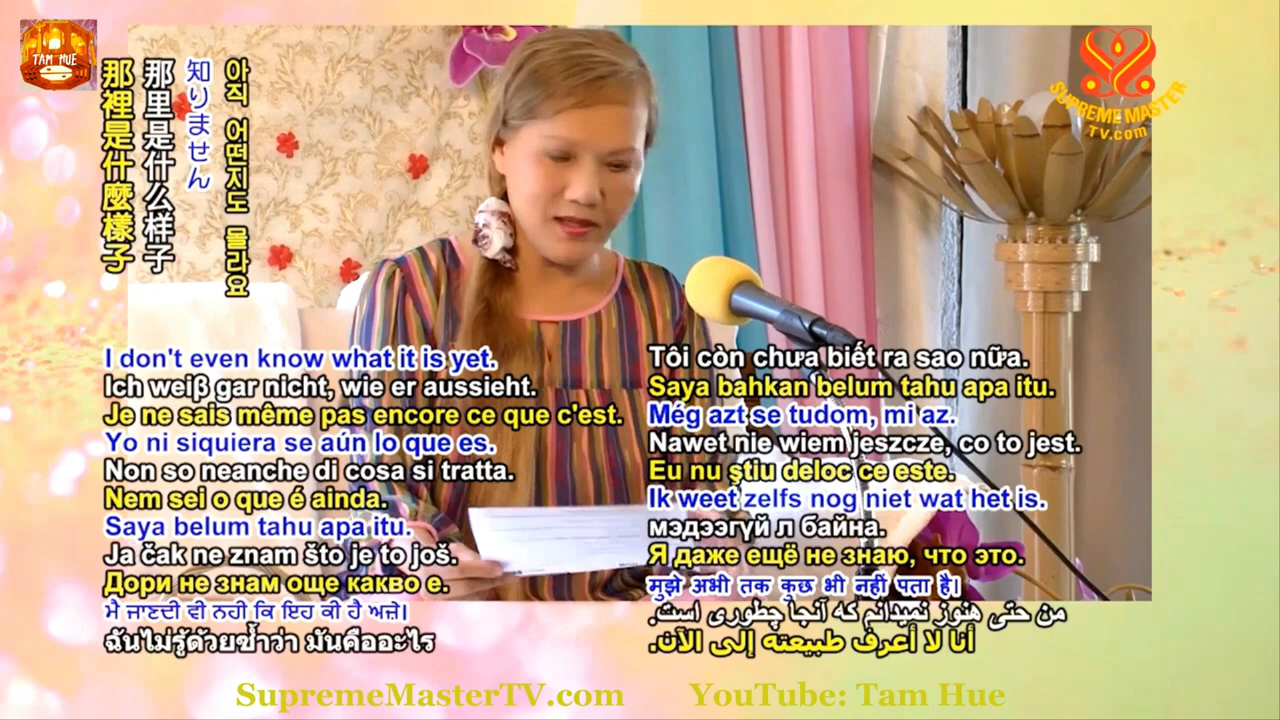 TAM HUE
SUPREME MASTER
TV.com
아직 어떤지도 몰라요
知りません
那里是什么样子
那裡是什麼樣子
I don't even know what it is yet.
Ich weiβ gar nicht, wie er aussieht.
Je ne sais même pas encore ce que c'est.
Yo ni siquiera se aún lo que es.
Non so neanche di cosa si tratta.
Nem sei o que é ainda.
Saya belum tahu apa itu.
Ja čak ne znam što je to još.
Дори не знам още какво е.
ਮੈ ਜਾਣਦੀ ਵੀ ਨਹੀ ਕਿ ਇਹ ਕੀ ਹੈ ਅਜੇ।
ฉันไม่รู้ด้วยซ้ำว่า มันคืออะไร
Tôi còn chưa biết ra sao nữa.
Saya bahkan belum tahu apa itu.
Még azt se tudom, mi az.
Nawet nie wiem jeszcze, co to jest.
Eu nu ştiu deloc ce este.
Ik weet zelfs nog niet wat het is.
мэдээгүй л байна.
Я даже ещё не знаю, что это.
मुझे अभी तक कुछ भी नहीं पता है।
من حتی هنوز نمیدانم که آنجا چطوری است.
أنا لا أعرف طبيعته إلى الآن.
SupremeMasterTV.com YouTube: Tam Hue